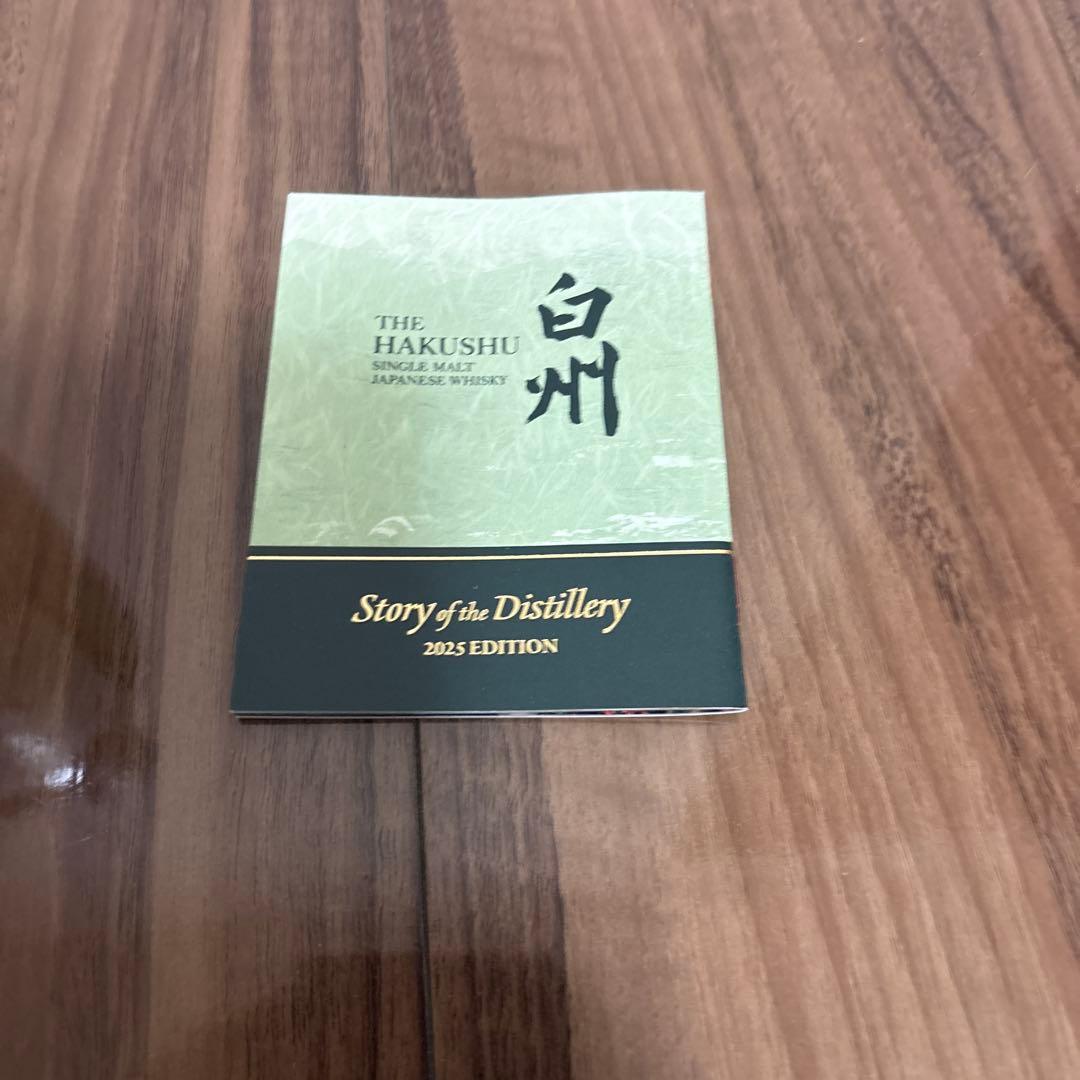 THE
HAKUSHU
SINGLE MALT
JAPANESE WHISKY
白州
Story of the Distillery
2025 EDITION